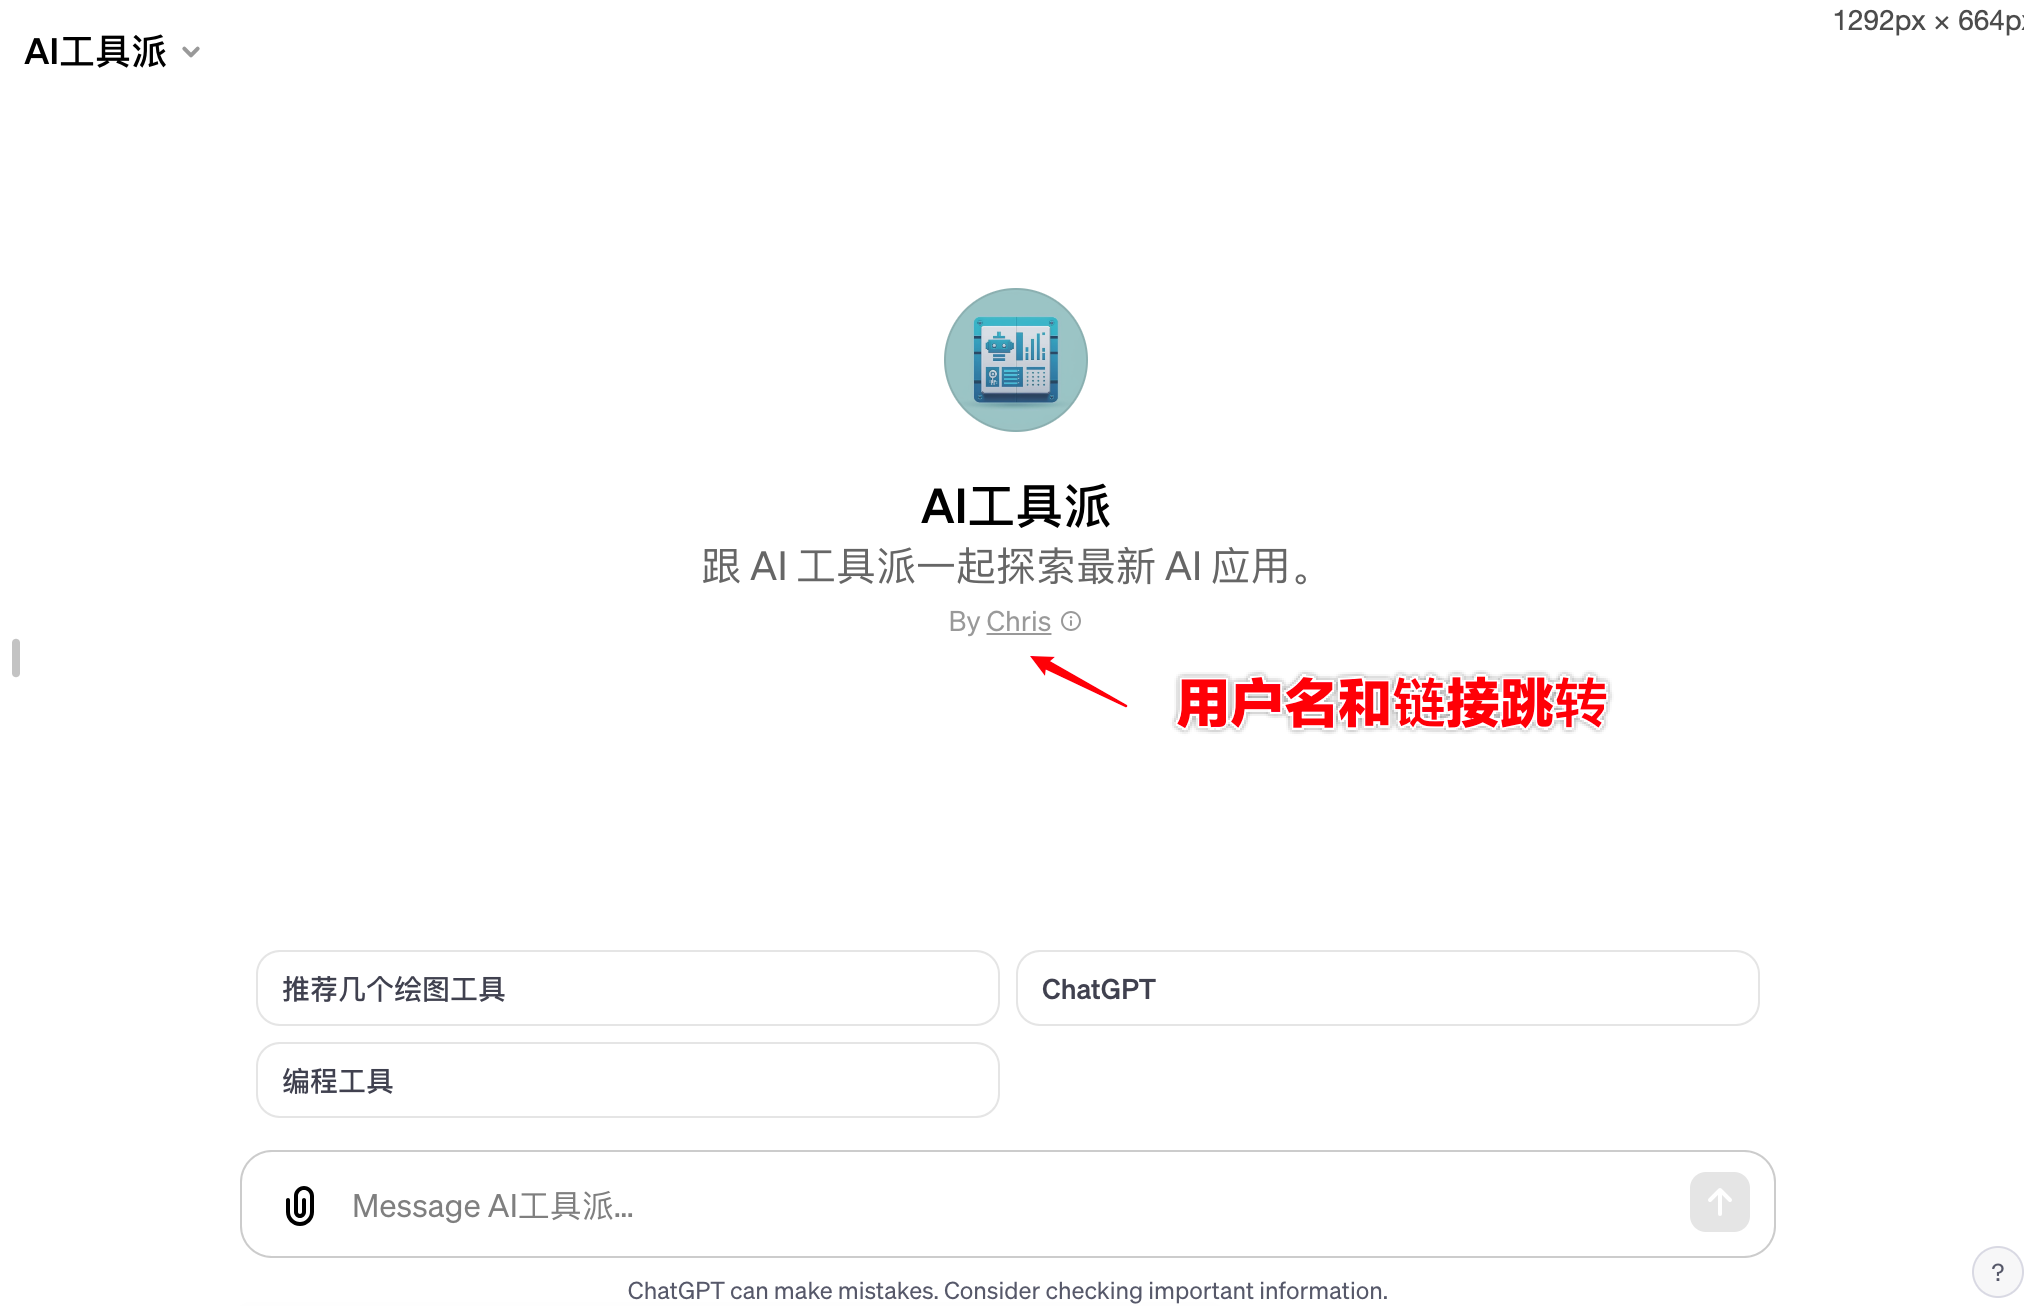 1292px × 664px
AI工具派
AI工具派
跟 AI 工具派一起探索最新 AI 应用。
By Chris
用户名和链接跳转
推荐几个绘图工具
ChatGPT
编程工具
Message AI工具派...
ChatGPT can make mistakes. Consider checking important information.
?